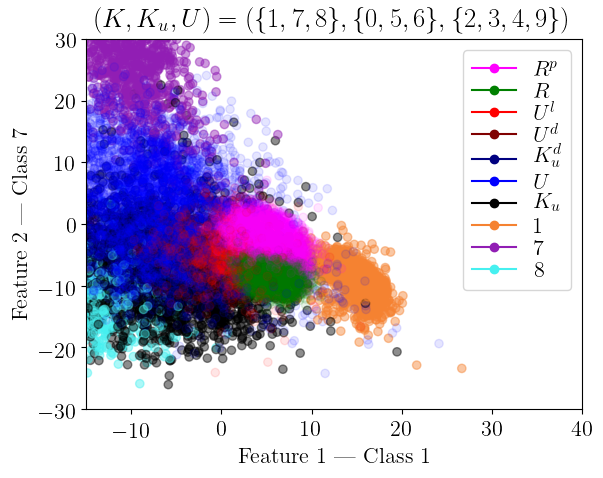 (K, K_u, U) = ({1, 7, 8}, {0, 5, 6}, {2, 3, 4, 9})
30
20
10
0
−10
−20
−30
Feature 2 — Class 7
R^p
R
U^l
U^d
K_u^d
U
K_u
1
7
8
−10 0 10 20 30 40
Feature 1 — Class 1